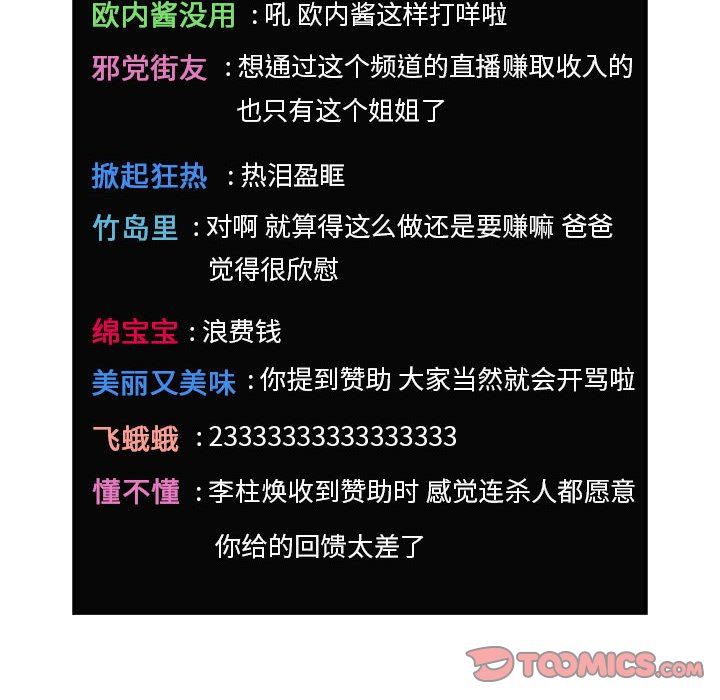 欧内酱没用 : 吼 欧内酱这样打咩啦
邪党街友 : 想通过这个频道的直播赚取收入的
也只有这个姐姐了
掀起狂热 : 热泪盈眶
竹岛里 : 对啊 就算得这么做还是要赚嘛 爸爸
觉得很欣慰
绵宝宝 : 浪费钱
美丽又美味 : 你提到赞助 大家当然就会开骂啦
飞蛾蛾 : 23333333333333333
懂不懂 : 李柱焕收到赞助时 感觉连杀人都愿意
你给的回馈太差了
TOOMICS.COM